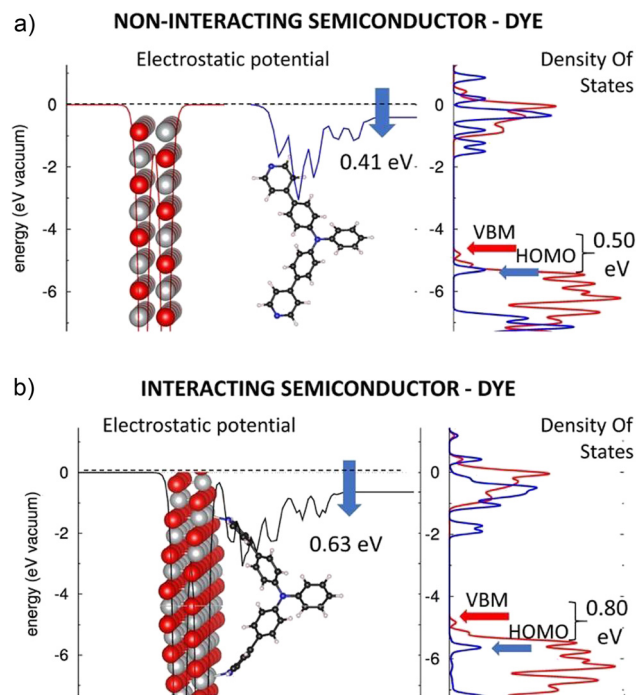 a)
NON-INTERACTING SEMICONDUCTOR - DYE
Electrostatic potential
Density Of
States
energy (eV vacuum)
0
-2
-4
-6
0.41 eV
0
-2
-4
-6
VBM
HOMO
0.50
eV
b)
INTERACTING SEMICONDUCTOR - DYE
Electrostatic potential
Density Of
States
energy (eV vacuum)
0
-2
-4
-6
0.63 eV
0
-2
-4
-6
VBM
HOMO
0.80
eV